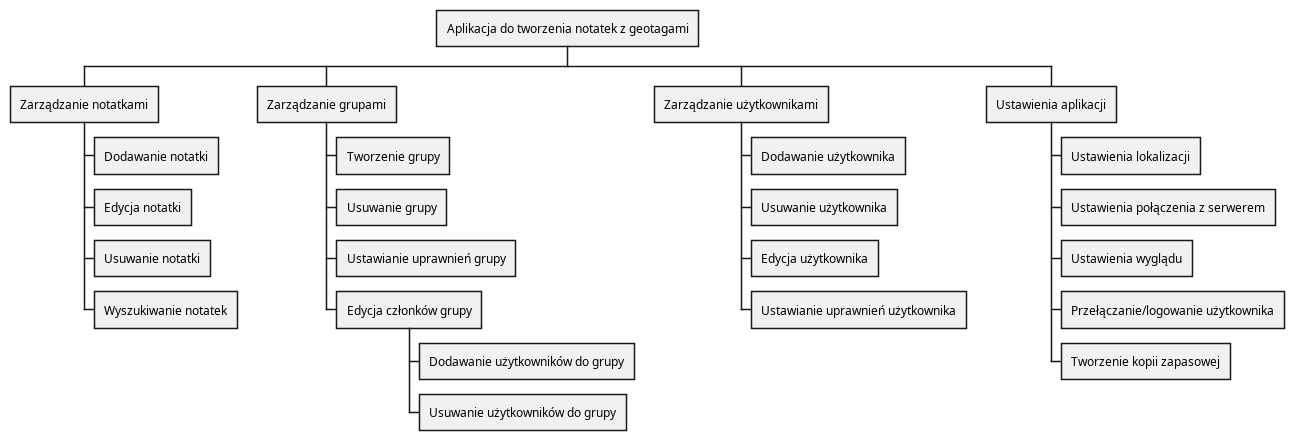 Aplikacja do tworzenia notatek z geotagami
Zarządzanie notatkami
Dodawanie notatki
Edycja notatki
Usuwanie notatki
Wyszukiwanie notatek
Zarządzanie grupami
Tworzenie grupy
Usuwanie grupy
Ustawianie uprawnień grupy
Edycja członków grupy
Dodawanie użytkowników do grupy
Usuwanie użytkowników do grupy
Zarządzanie użytkownikami
Dodawanie użytkownika
Usuwanie użytkownika
Edycja użytkownika
Ustawianie uprawnień użytkownika
Ustawienia aplikacji
Ustawienia lokalizacji
Ustawienia połączenia z serwerem
Ustawienia wyglądu
Przełączanie/logowanie użytkownika
Tworzenie kopii zapasowej